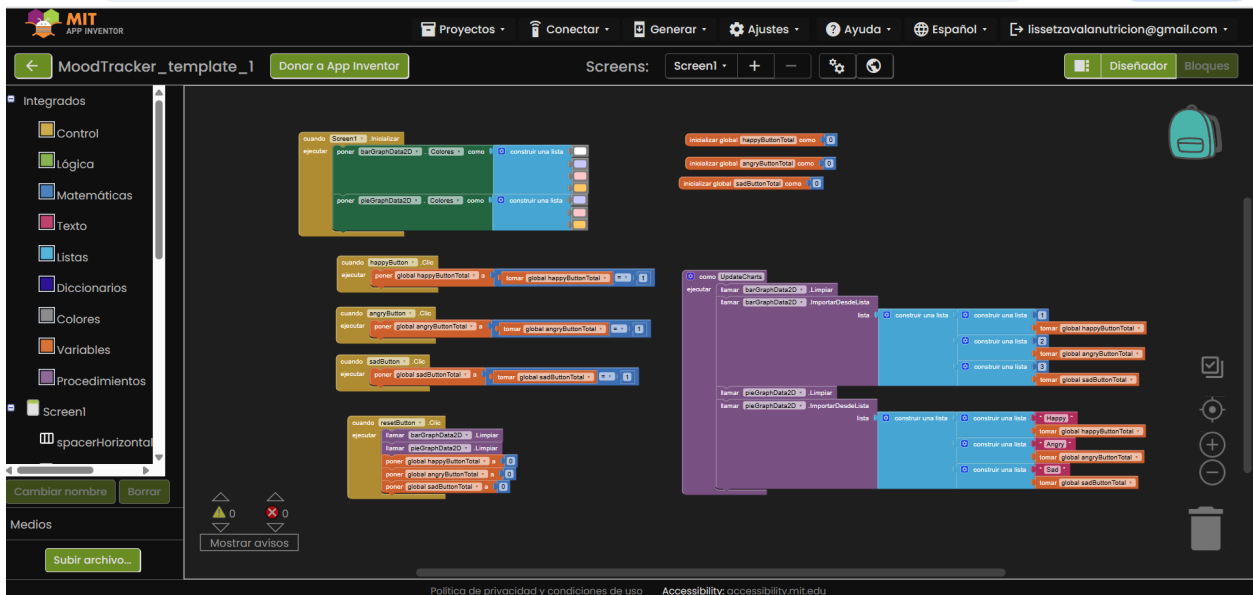 MIT
APP INVENTOR
Proyectos
Conectar
Generar
Ajustes
Ayuda
Español
lissetzavalanutricion@gmail.com
MoodTracker_template_1
Donar a App Inventor
Screens:
Screen1
+
−
Diseñador
Bloques
Integrados
Control
Lógica
Matemáticas
Texto
Listas
Diccionarios
Colores
Variables
Procedimientos
Screen1
spacerHorizontal
Cambiar nombre
Borrar
Medios
Subir archivo...
cuando Screen1 .Inicializar
ejecutar poner barGraphData2D . Colores como construir una lista
poner pieGraphData2D . Colores como construir una lista
inicializar global happyButtonTotal como 0
inicializar global angryButtonTotal como 0
inicializar global sadButtonTotal como 0
cuando happyButton .Clic
ejecutar poner global happyButtonTotal a tomar global happyButtonTotal = 1
cuando angryButton .Clic
ejecutar poner global angryButtonTotal a tomar global angryButtonTotal = 1
cuando sadButton .Clic
ejecutar poner global sadButtonTotal a tomar global sadButtonTotal = 1
cuando resetButton .Clic
ejecutar llamar barGraphData2D .Limpiar
llamar pieGraphData2D .Limpiar
poner global happyButtonTotal a 0
poner global angryButtonTotal a 0
poner global sadButtonTotal a 0
como UpdateCharts
ejecutar llamar barGraphData2D .Limpiar
llamar barGraphData2D .ImportarDesdeLista
lista construir una lista construir una lista 1
tomar global happyButtonTotal
construir una lista 2
tomar global angryButtonTotal
construir una lista 3
tomar global sadButtonTotal
llamar pieGraphData2D .Limpiar
llamar pieGraphData2D .ImportarDesdeLista
lista construir una lista construir una lista " Happy "
tomar global happyButtonTotal
construir una lista " Angry "
tomar global angryButtonTotal
construir una lista " Sad "
tomar global sadButtonTotal
0
0
Mostrar avisos
Política de privacidad y condiciones de uso
Accessibility: accessibility.mit.edu